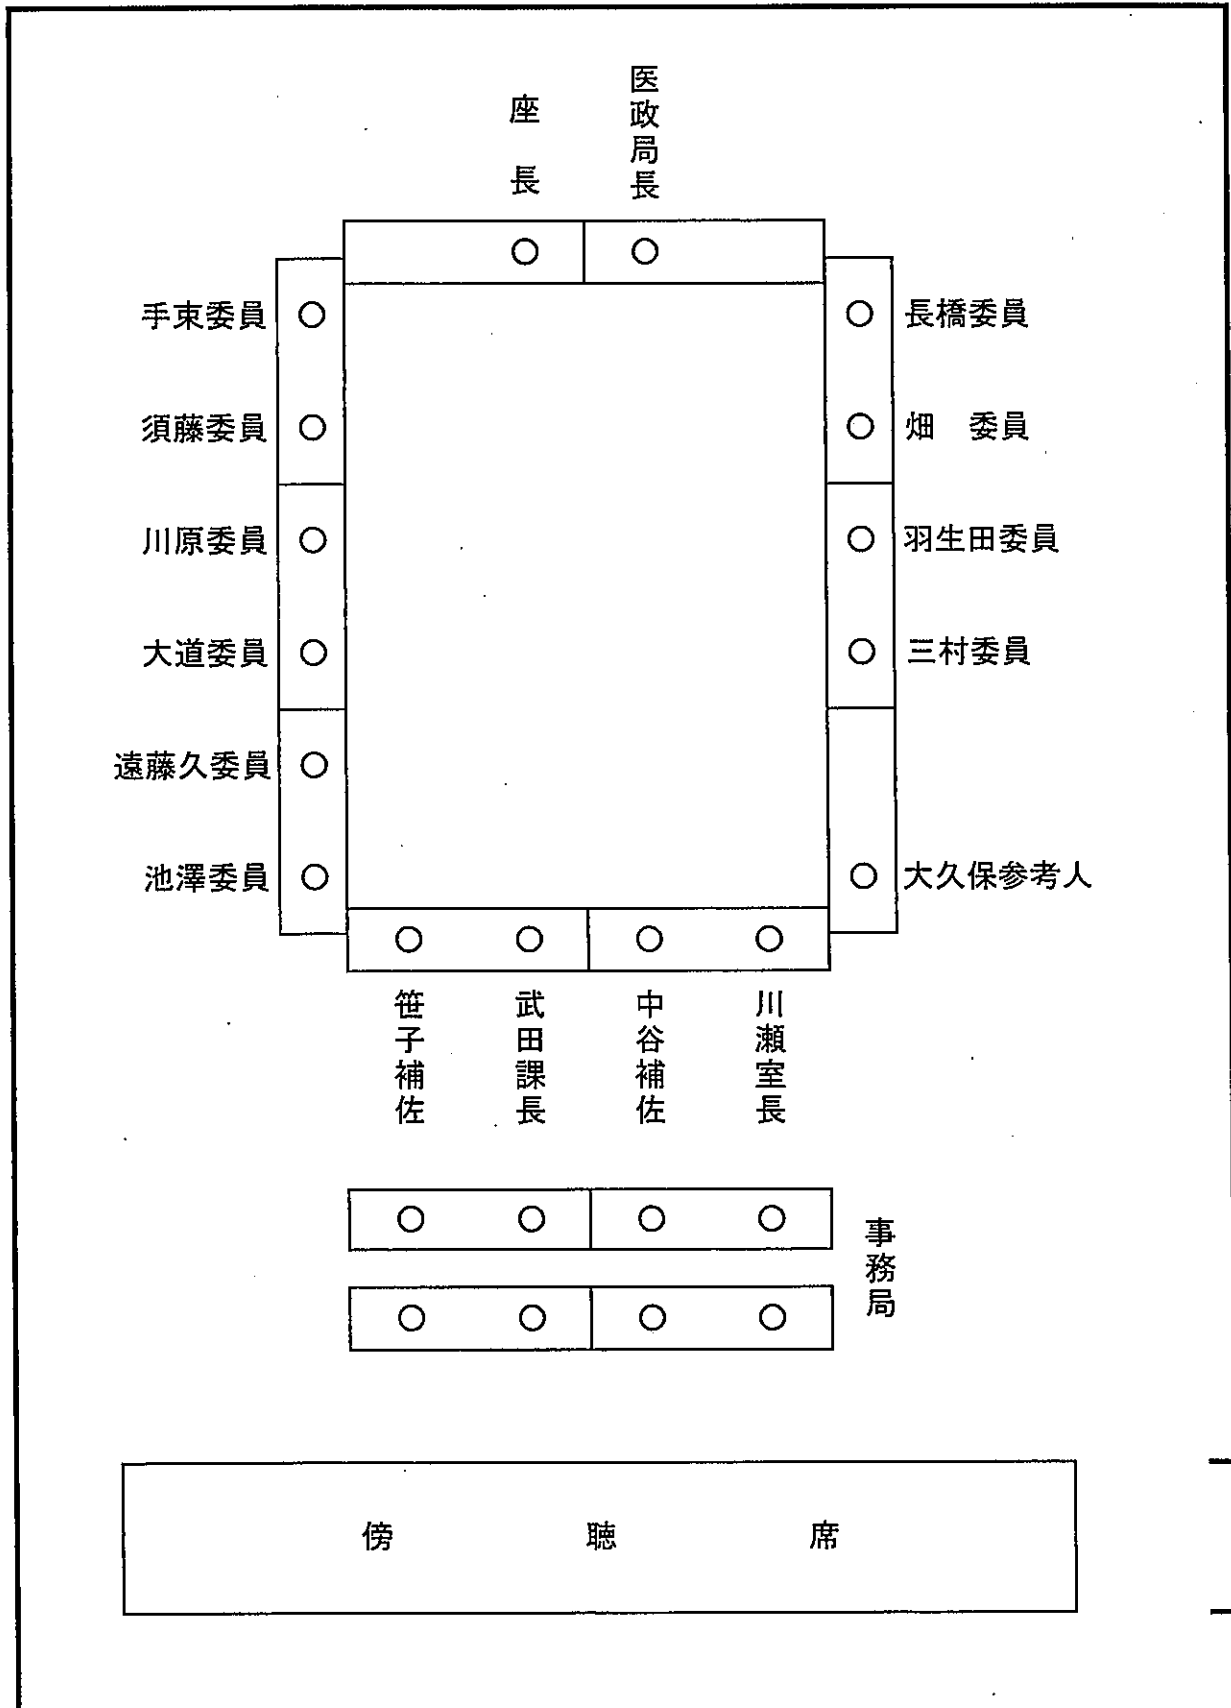 座長
医政局長
手束委員
長橋委員
須藤委員
畑　委員
川原委員
羽生田委員
大道委員
三村委員
遠藤久委員
池澤委員
大久保参考人
笹子補佐
武田課長
中谷補佐
川瀬室長
事務局
傍聴席